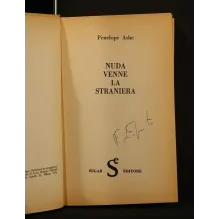 Penelope Ashe
NUDA
VENNE
LA
STRANIERA
SUGAR
EDITORE